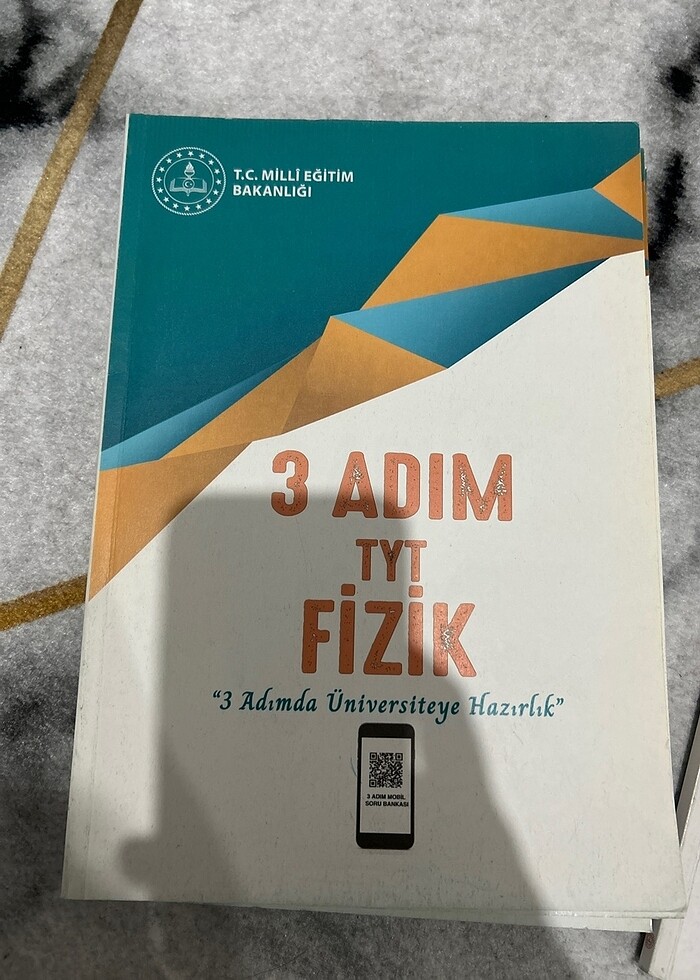 T.C. MİLLÎ EĞİTİM
BAKANLIĞI
3 ADIM
TYT
FİZİK
“3 Adımda Üniversiteye Hazırlık”
3 ADIM MOBİL
SORU BANKASI